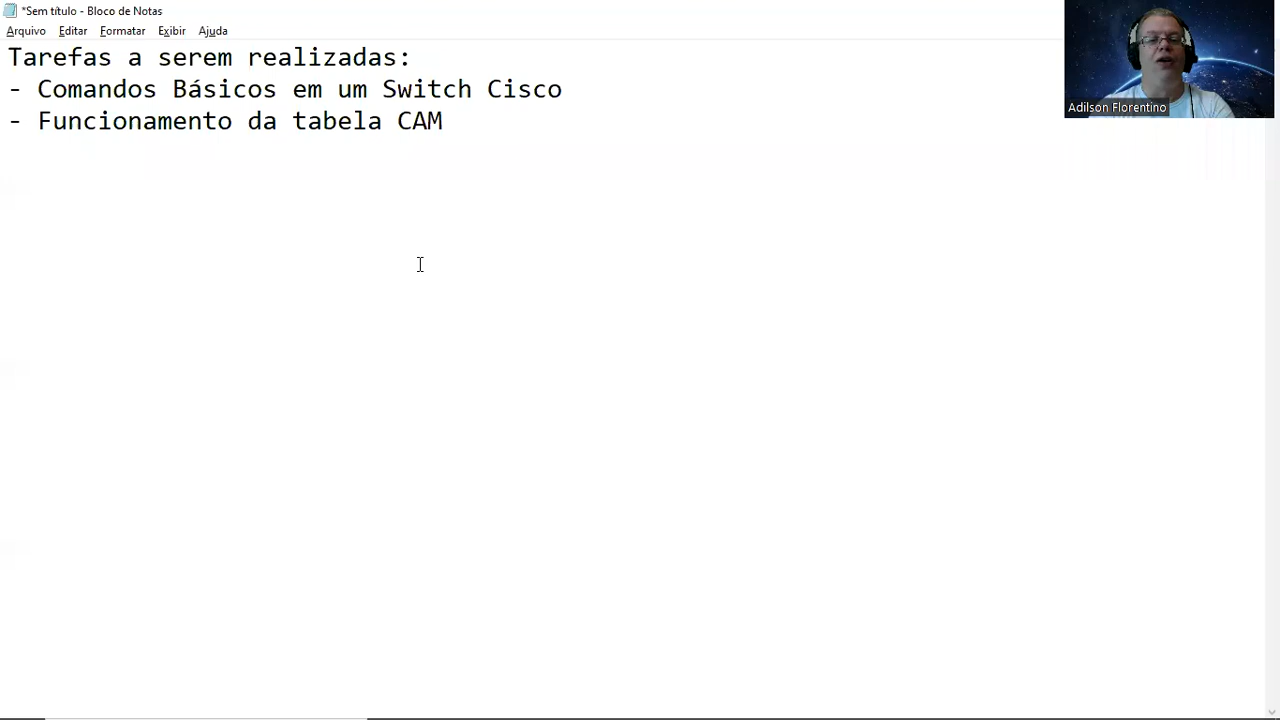 *Sem título - Bloco de Notas
Arquivo Editar Formatar Exibir Ajuda
Tarefas a serem realizadas:
- Comandos Básicos em um Switch Cisco
- Funcionamento da tabela CAM
Adilson Florentino